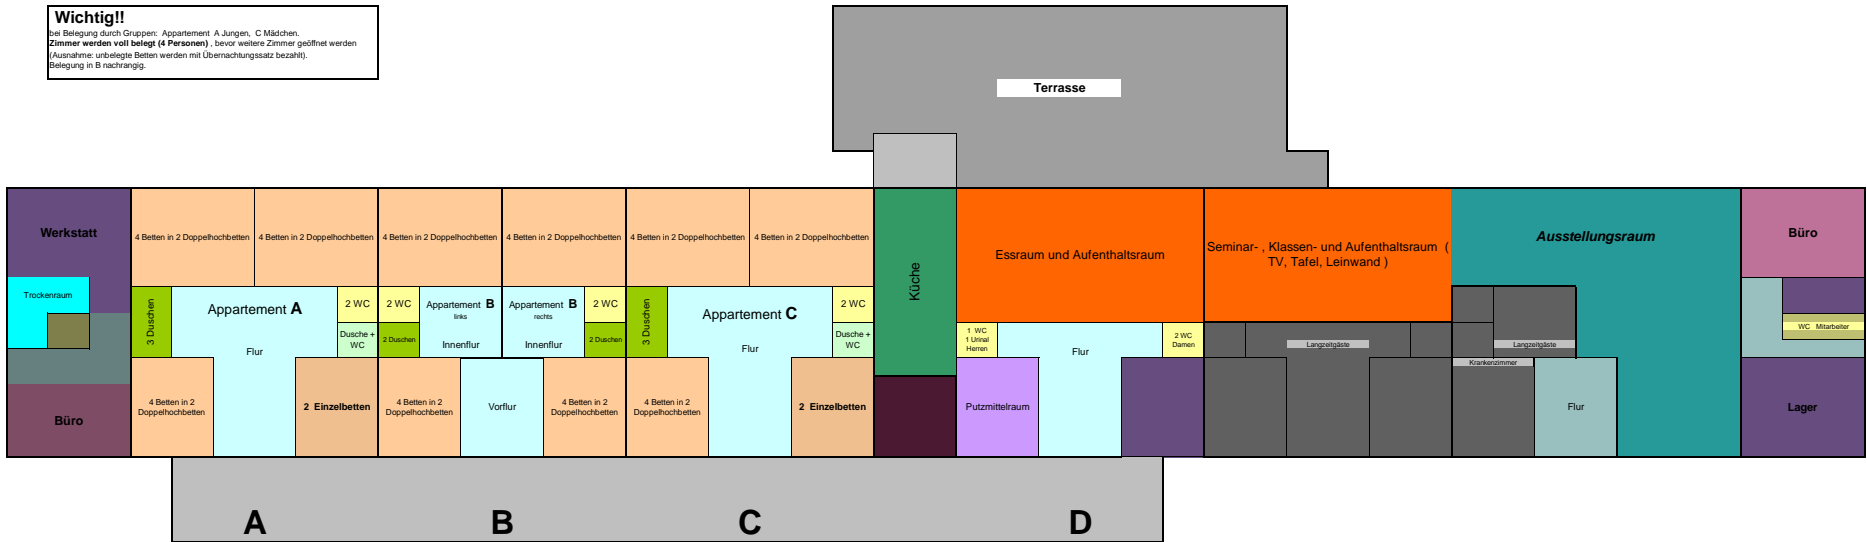 Wichtig!!
bei Belegung durch Gruppen: Appartement A Jungen, C Mädchen.
Zimmer werden voll belegt (4 Personen) , bevor weitere Zimmer geöffnet werden
(Ausnahme: unbelegte Betten werden mit Übernachtungssatz bezahlt).
Belegung in B nachrangig.
Terrasse
Werkstatt
4 Betten in 2 Doppelhochbetten
4 Betten in 2 Doppelhochbetten
4 Betten in 2 Doppelhochbetten
4 Betten in 2 Doppelhochbetten
4 Betten in 2 Doppelhochbetten
4 Betten in 2 Doppelhochbetten
Küche
Essraum und Aufenthaltsraum
Seminar- , Klassen- und Aufenthaltsraum (
TV, Tafel, Leinwand )
Ausstellungsraum
Büro
Trockenraum
3 Duschen
Appartement A
Flur
2 WC
Dusche +
WC
2 WC
2 Duschen
Appartement B
links
Innenflur
Appartement B
rechts
Innenflur
2 WC
2 Duschen
3 Duschen
Appartement C
Flur
2 WC
Dusche +
WC
1 WC
1 Urinal
Herren
Flur
2 WC
Damen
Langzeitgäste
Langzeitgäste
Krankenzimmer
WC Mitarbeiter
Büro
4 Betten in 2
Doppelhochbetten
2 Einzelbetten
4 Betten in 2
Doppelhochbetten
Vorflur
4 Betten in 2
Doppelhochbetten
4 Betten in 2
Doppelhochbetten
2 Einzelbetten
Putzmittelraum
Flur
Lager
A
B
C
D